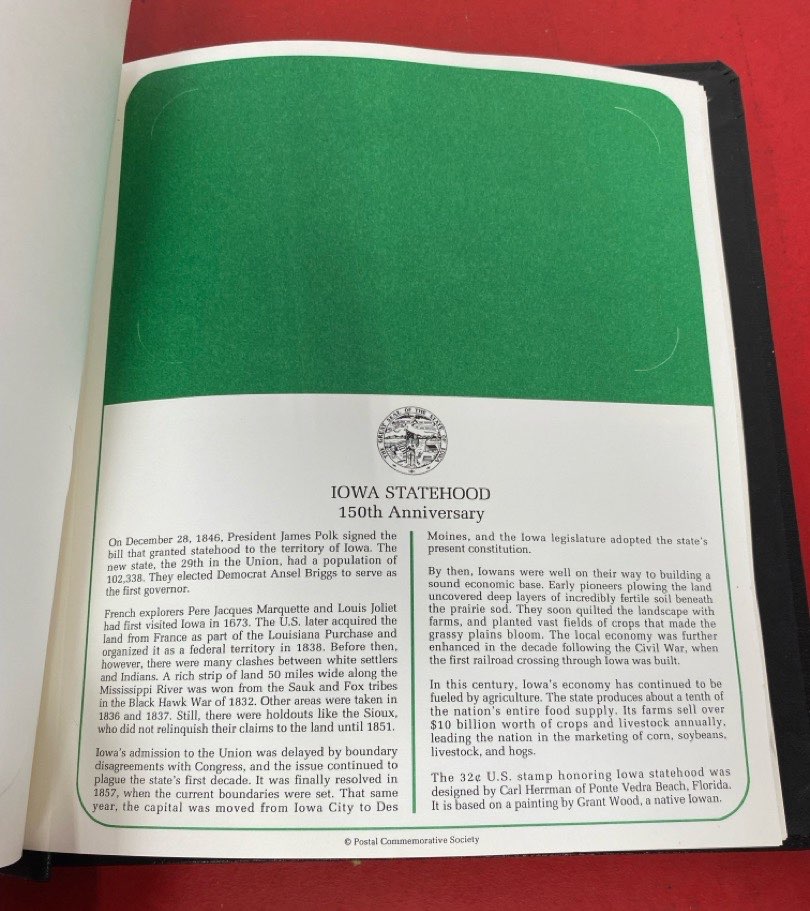 THE GREAT SEAL OF THE STATE OF IOWA
IOWA STATEHOOD
150th Anniversary
On December 28, 1846, President James Polk signed the
bill that granted statehood to the territory of Iowa. The
new state, the 29th in the Union, had a population of
102,338. They elected Democrat Ansel Briggs to serve as
the first governor.
French explorers Pere Jacques Marquette and Louis Joliet
had first visited Iowa in 1673. The U.S. later acquired the
land from France as part of the Louisiana Purchase and
organized it as a federal territory in 1838. Before then,
however, there were many clashes between white settlers
and Indians. A rich strip of land 50 miles wide along the
Mississippi River was won from the Sauk and Fox tribes
in the Black Hawk War of 1832. Other areas were taken in
1836 and 1837. Still, there were holdouts like the Sioux,
who did not relinquish their claims to the land until 1851.
Iowa's admission to the Union was delayed by boundary
disagreements with Congress, and the issue continued to
plague the state's first decade. It was finally resolved in
1857, when the current boundaries were set. That same
year, the capital was moved from Iowa City to Des
Moines, and the Iowa legislature adopted the state's
present constitution.
By then, Iowans were well on their way to building a
sound economic base. Early pioneers plowing the land
uncovered deep layers of incredibly fertile soil beneath
the prairie sod. They soon quilted the landscape with
farms, and planted vast fields of crops that made the
grassy plains bloom. The local economy was further
enhanced in the decade following the Civil War, when
the first railroad crossing through Iowa was built.
In this century, Iowa's economy has continued to be
fueled by agriculture. The state produces about a tenth of
the nation's entire food supply. Its farms sell over
$10 billion worth of crops and livestock annually,
leading the nation in the marketing of corn, soybeans,
livestock, and hogs.
The 32¢ U.S. stamp honoring Iowa statehood was
designed by Carl Herrman of Ponte Vedra Beach, Florida.
It is based on a painting by Grant Wood, a native Iowan.
© Postal Commemorative Society